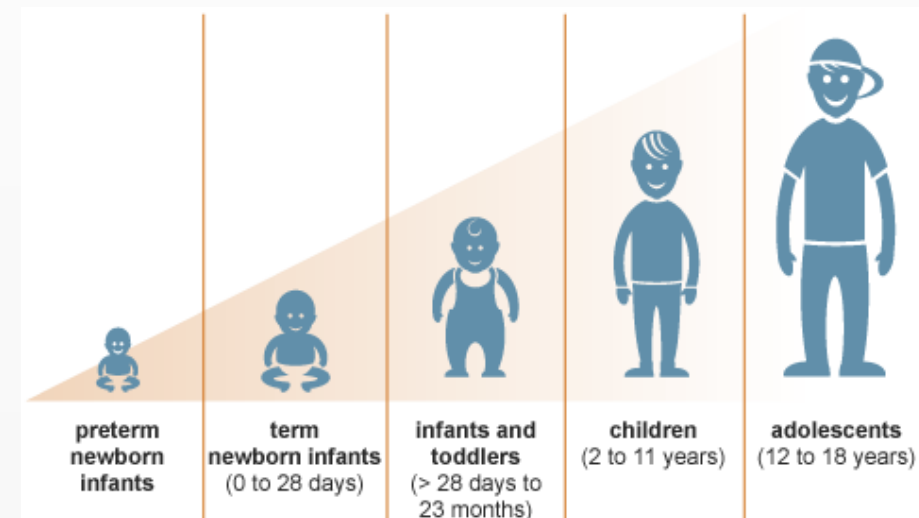 preterm
newborn
infants
term
newborn infants
(0 to 28 days)
infants and
toddlers
(> 28 days to
23 months)
children
(2 to 11 years)
adolescents
(12 to 18 years)